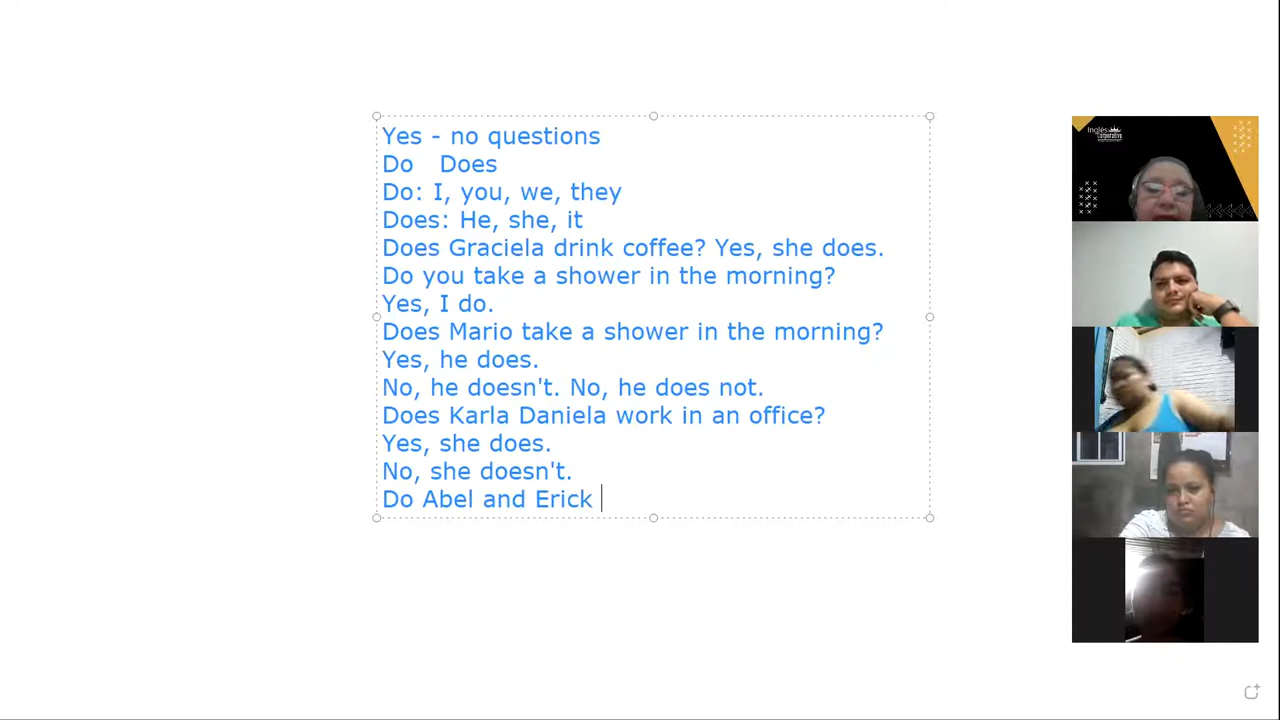 Yes - no questions
Do Does
Do: I, you, we, they
Does: He, she, it
Does Graciela drink coffee? Yes, she does.
Do you take a shower in the morning?
Yes, I do.
Does Mario take a shower in the morning?
Yes, he does.
No, he doesn't. No, he does not.
Does Karla Daniela work in an office?
Yes, she does.
No, she doesn't.
Do Abel and Erick
Inglés
Corporativo